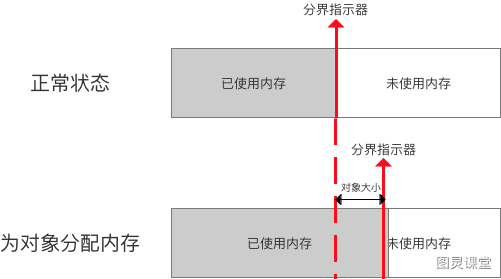 分界指示器
正常状态
已使用内存
未使用内存
分界指示器
对象大小
为对象分配内存
已使用内存
未使用内存
图灵课堂